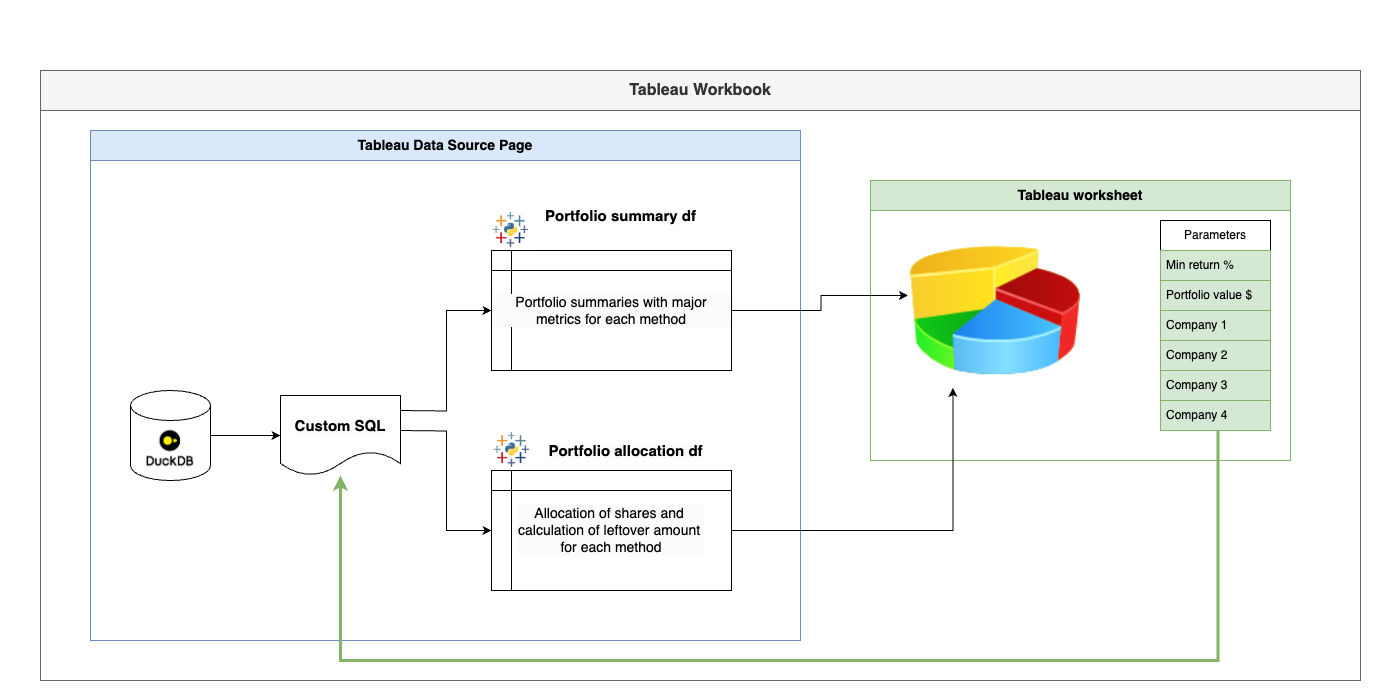 Tableau Workbook
Tableau Data Source Page
Portfolio summary df
Portfolio summaries with major
metrics for each method
DuckDB
Custom SQL
Portfolio allocation df
Allocation of shares and
calculation of leftover amount
for each method
Tableau worksheet
Parameters
Min return %
Portfolio value $
Company 1
Company 2
Company 3
Company 4